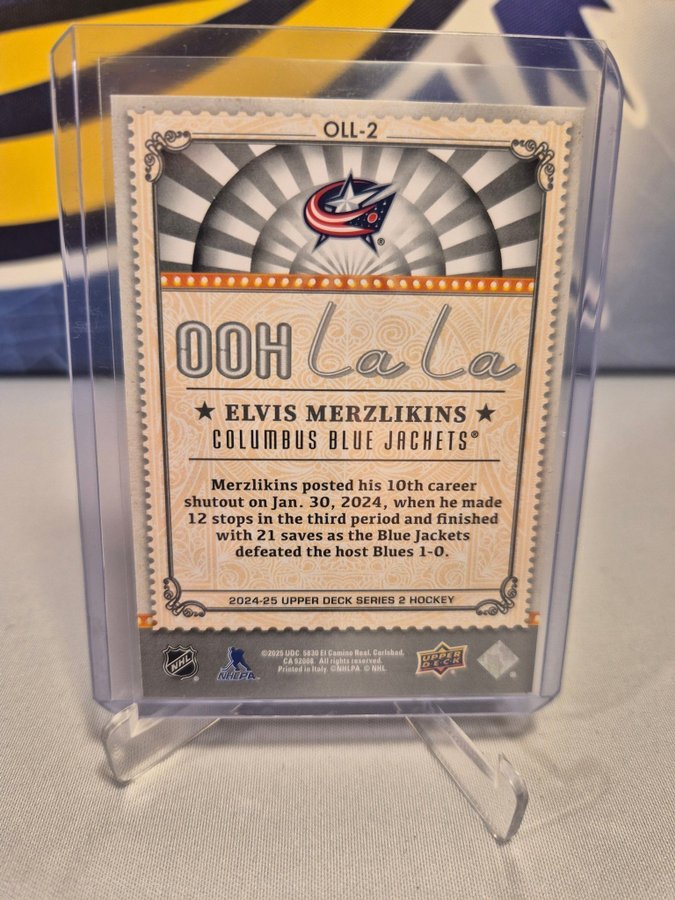 OLL-2
OOH La La
★ ELVIS MERZLIKINS ★
COLUMBUS BLUE JACKETS®
Merzlikins posted his 10th career
shutout on Jan. 30, 2024, when he made
12 stops in the third period and finished
with 21 saves as the Blue Jackets
defeated the host Blues 1-0.
2024-25 UPPER DECK SERIES 2 HOCKEY
©2025 UDC. 5830 El Camino Real, Carlsbad,
CA 92008. All rights reserved.
Printed in Italy. ©NHLPA. © NHL.
NHL
NHLPA
UPPER
DECK